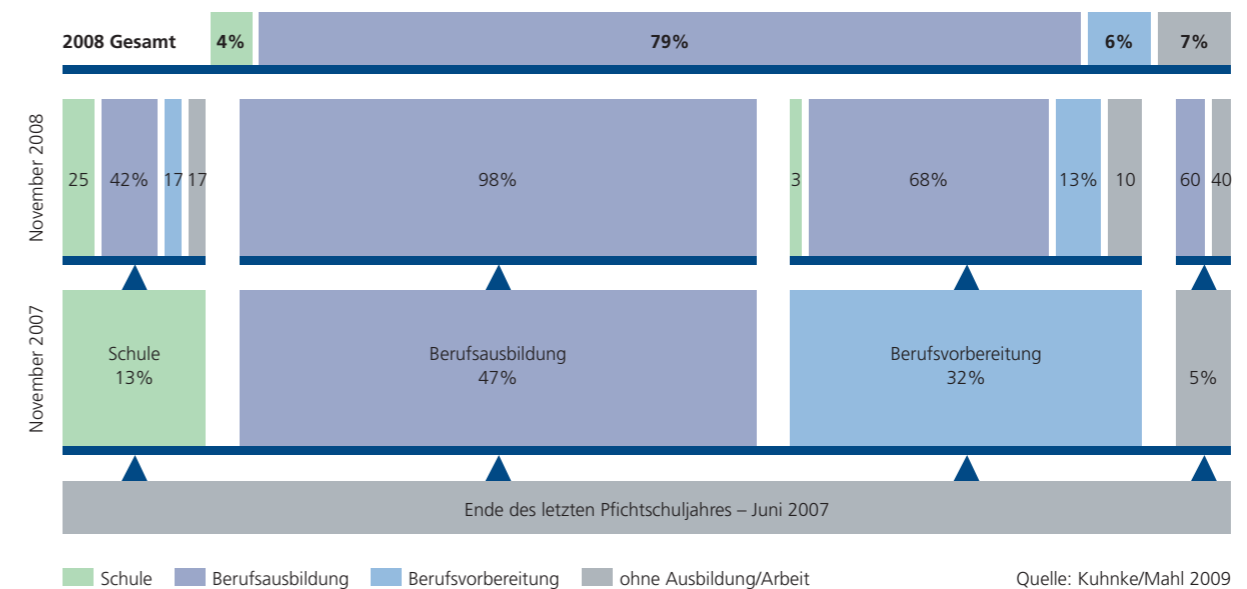 2008 Gesamt 4% 79% 6% 7%
November 2008
25 42% 17 17 98% 3 68% 13% 10 60 40
November 2007
Schule Berufsausbildung Berufsvorbereitung
13% 47% 32% 5%
Ende des letzten Pfichtschuljahres – Juni 2007
Schule Berufsausbildung Berufsvorbereitung ohne Ausbildung/Arbeit Quelle: Kuhnke/Mahl 2009